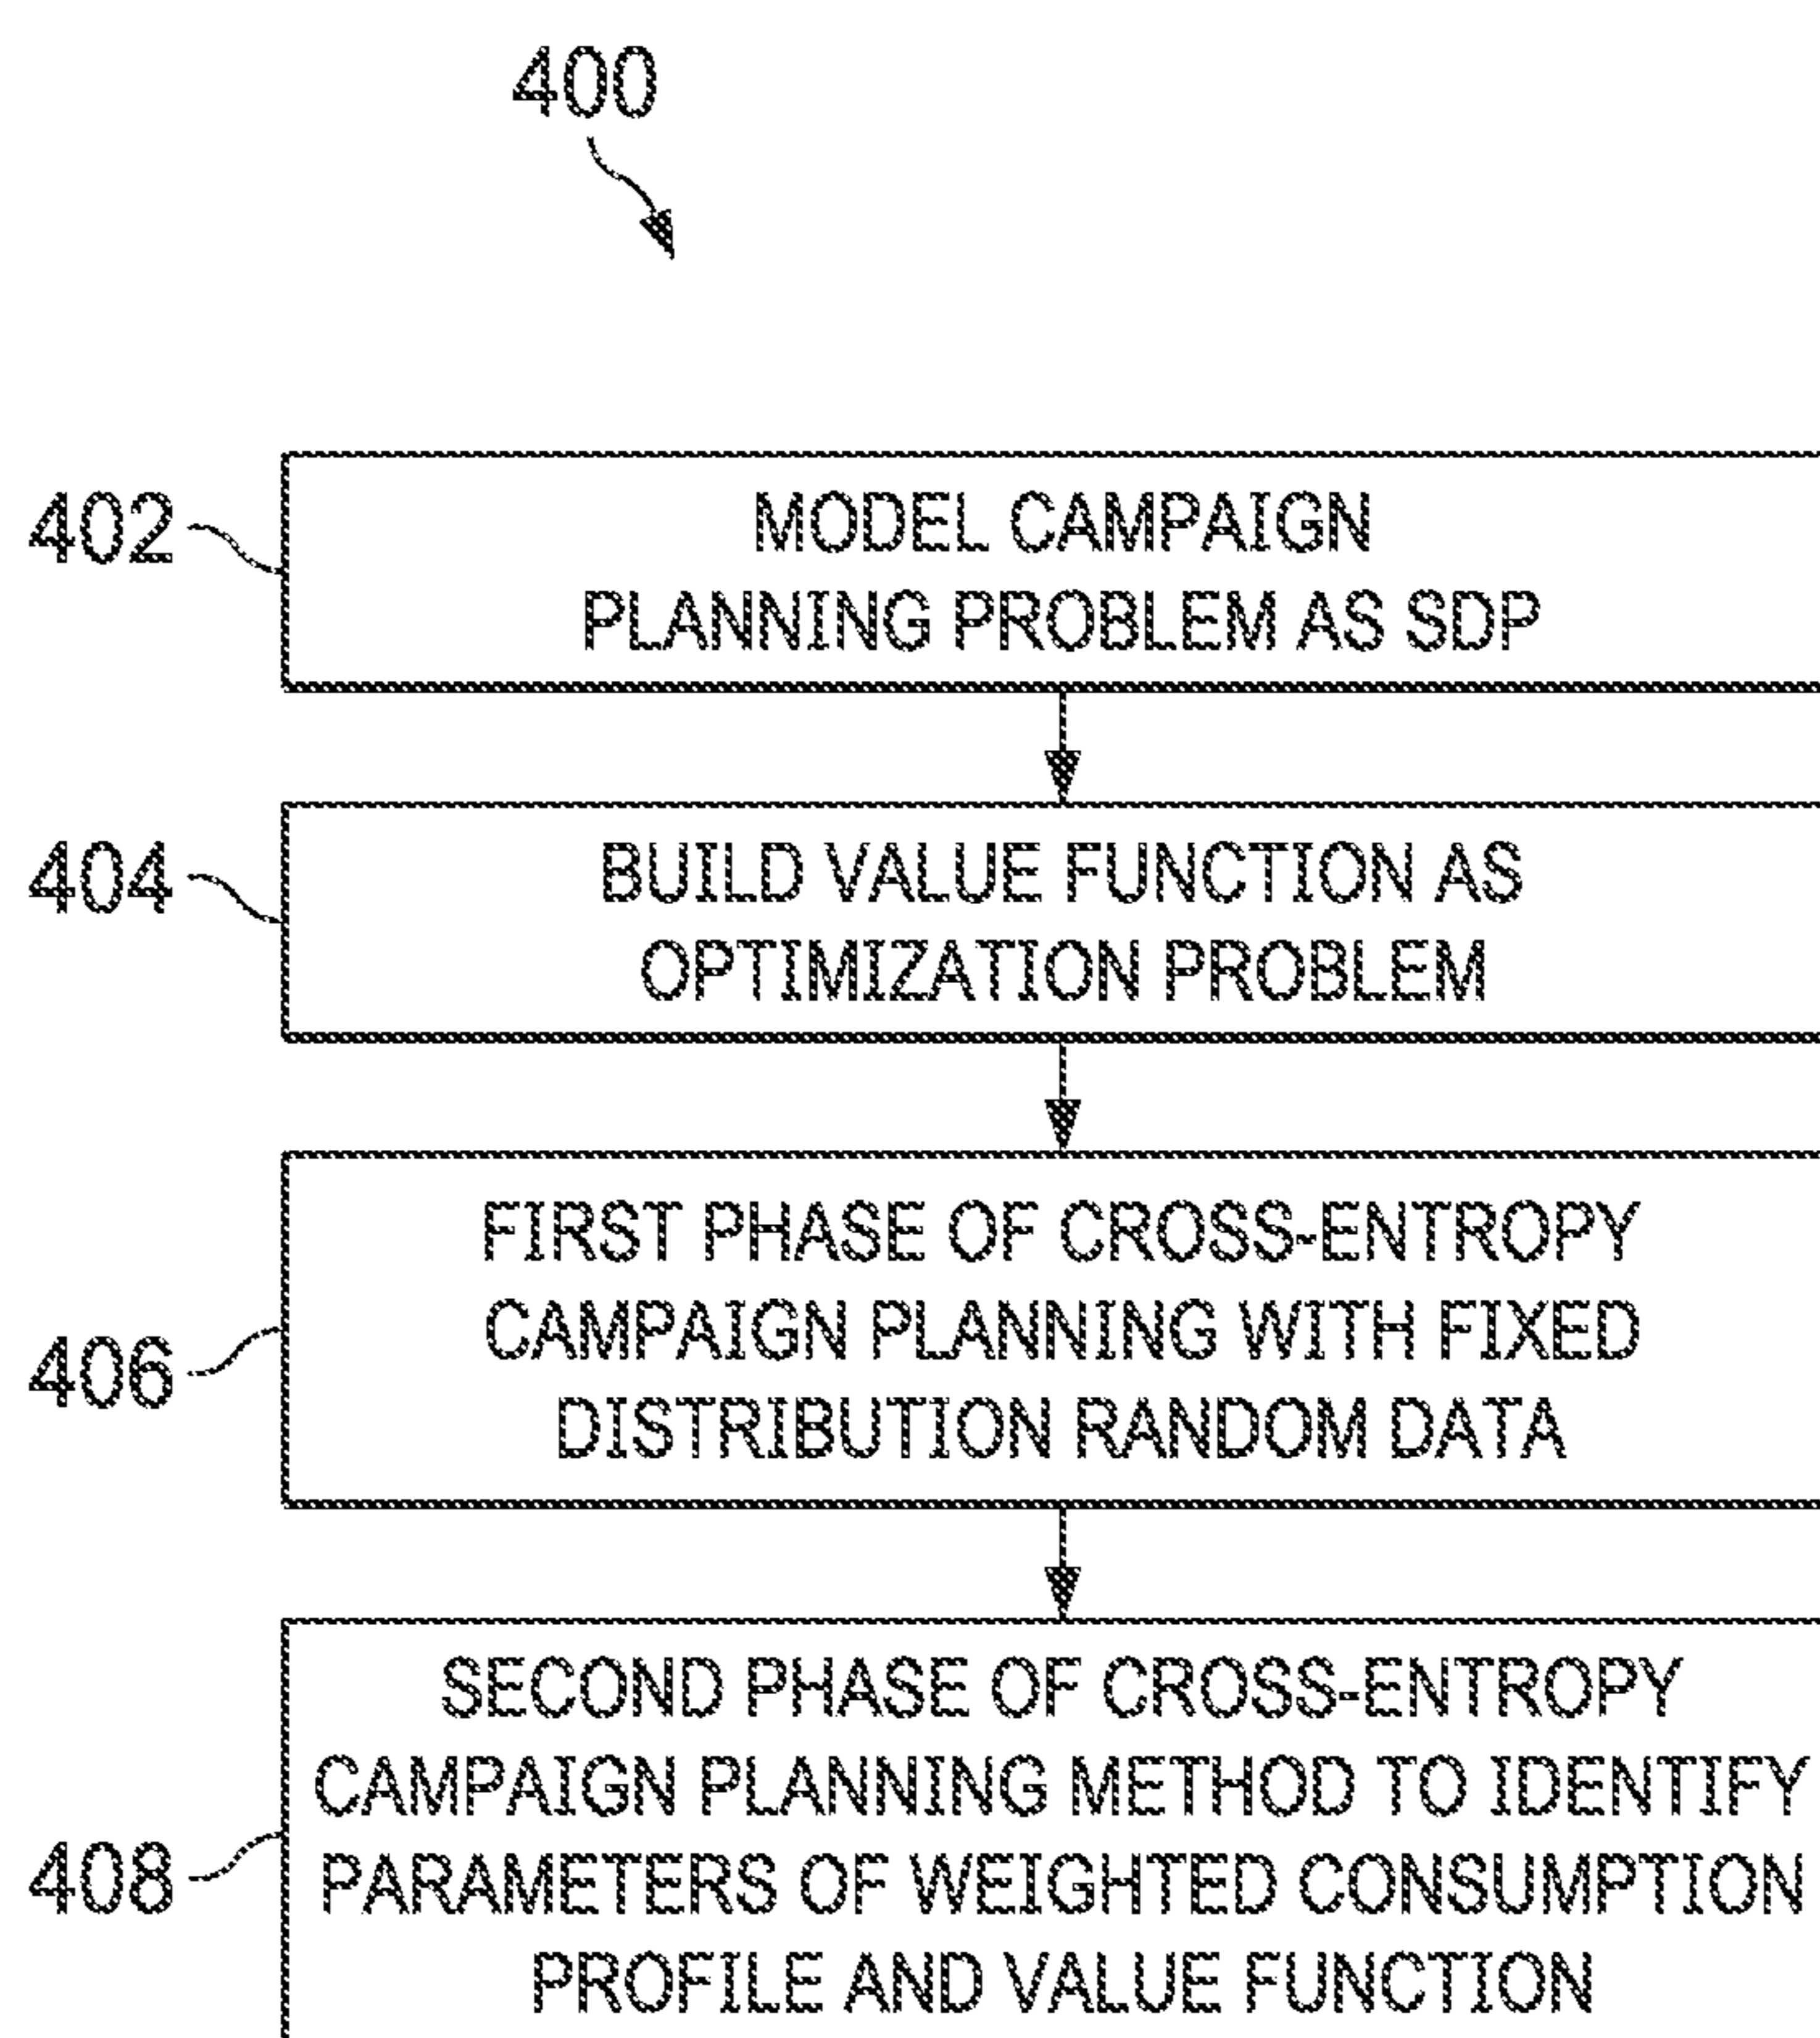 400
402
MODEL CAMPAIGN
PLANNING PROBLEM AS SDP
404
BUILD VALUE FUNCTION AS
OPTIMIZATION PROBLEM
406
FIRST PHASE OF CROSS-ENTROPY
CAMPAIGN PLANNING WITH FIXED
DISTRIBUTION RANDOM DATA
408
SECOND PHASE OF CROSS-ENTROPY
CAMPAIGN PLANNING METHOD TO IDENTIFY
PARAMETERS OF WEIGHTED CONSUMPTION
PROFILE AND VALUE FUNCTION